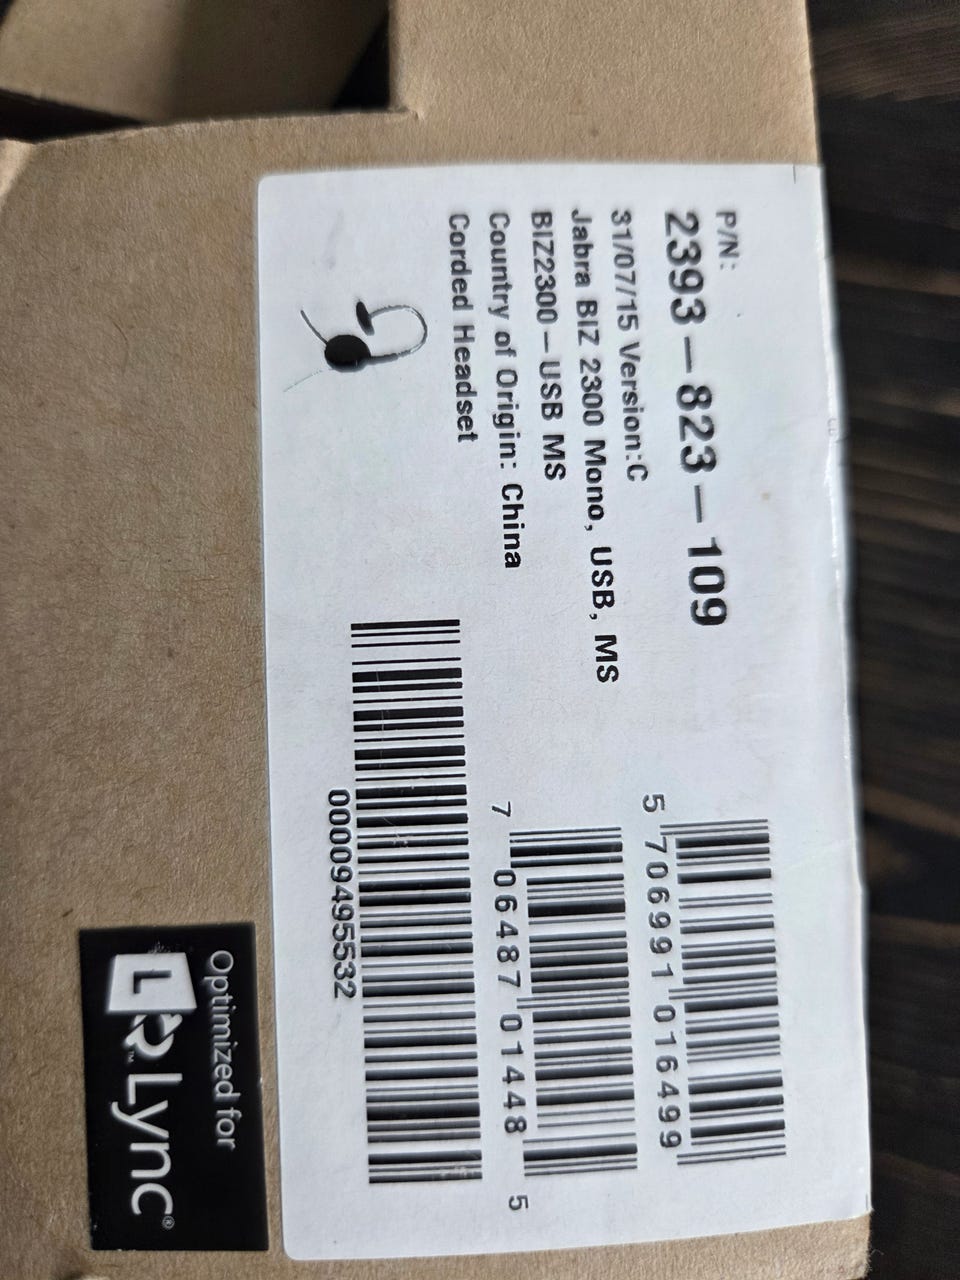 P/N:
2393-823-109
31/07/15 Version:C
Jabra BIZ 2300 Mono, USB, MS
BIZ2300-USB MS
Country of Origin: China
Corded Headset
5 706991 016499
7 06487 01448 5
00009495532
Optimized for
L Lync®